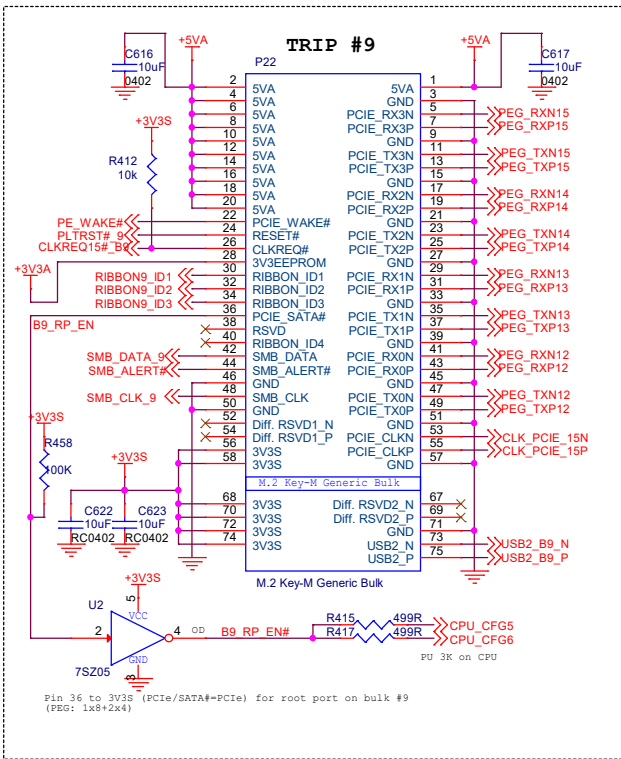 TRIP #9
+5VA
+5VA
C616
10uF
0402
C617
10uF
0402
P22
+3V3S
R412
10k
2 5VA 5VA 1
4 5VA GND 3
6 5VA PCIE_RX3N 5 PEG_RXN15
8 5VA PCIE_RX3P 7 PEG_RXP15
10 5VA GND 9
12 5VA PCIE_TX3N 11 PEG_TXN15
14 5VA PCIE_TX3P 13 PEG_TXP15
16 5VA GND 15
18 5VA PCIE_RX2N 17 PEG_RXN14
20 5VA PCIE_RX2P 19 PEG_RXP14
PE_WAKE# 22 PCIE_WAKE# GND 21
PLTRST#_9 24 RESET# PCIE_TX2N 23 PEG_TXN14
CLKREQ15#_B9 26 CLKREQ# PCIE_TX2P 25 PEG_TXP14
+3V3A 28 3V3EEPROM GND 27
RIBBON9_ID1 30 RIBBON_ID1 PCIE_RX1N 29 PEG_RXN13
RIBBON9_ID2 32 RIBBON_ID2 PCIE_RX1P 31 PEG_RXP13
RIBBON9_ID3 34 RIBBON_ID3 GND 33
B9_RP_EN 36 PCIE_SATA# PCIE_TX1N 35 PEG_TXN13
38 RSVD PCIE_TX1P 37 PEG_TXP13
40 RIBBON_ID4 GND 39
SMB_DATA_9 42 SMB_DATA PCIE_RX0N 41 PEG_RXN12
SMB_ALERT# 44 SMB_ALERT# PCIE_RX0P 43 PEG_RXP12
46 GND GND 45
SMB_CLK_9 48 SMB_CLK PCIE_TX0N 47 PEG_TXN12
50 GND PCIE_TX0P 49 PEG_TXP12
52 Diff. RSVD1_N GND 51
54 Diff. RSVD1_P PCIE_CLKN 53 CLK_PCIE_15N
56 3V3S PCIE_CLKP 55 CLK_PCIE_15P
58 3V3S GND 57
M.2 Key-M Generic Bulk
68 3V3S Diff. RSVD2_N 67
70 3V3S Diff. RSVD2_P 69
72 3V3S GND 71
74 3V3S USB2_N 73 USB2_B9_N
USB2_P 75 USB2_B9_P
M.2 Key-M Generic Bulk
+3V3S
R458
100K
+3V3S
C622
10uF
RC0402
C623
10uF
RC0402
+3V3S
U2
5
VCC
2
4
OD
B9_RP_EN#
GND
3
7SZ05
R415 499R CPU_CFG5
R417 499R CPU_CFG6
PU 3K on CPU
Pin 36 to 3V3S (PCIe/SATA#=PCIe) for root port on bulk #9
(PEG: 1x8+2x4)